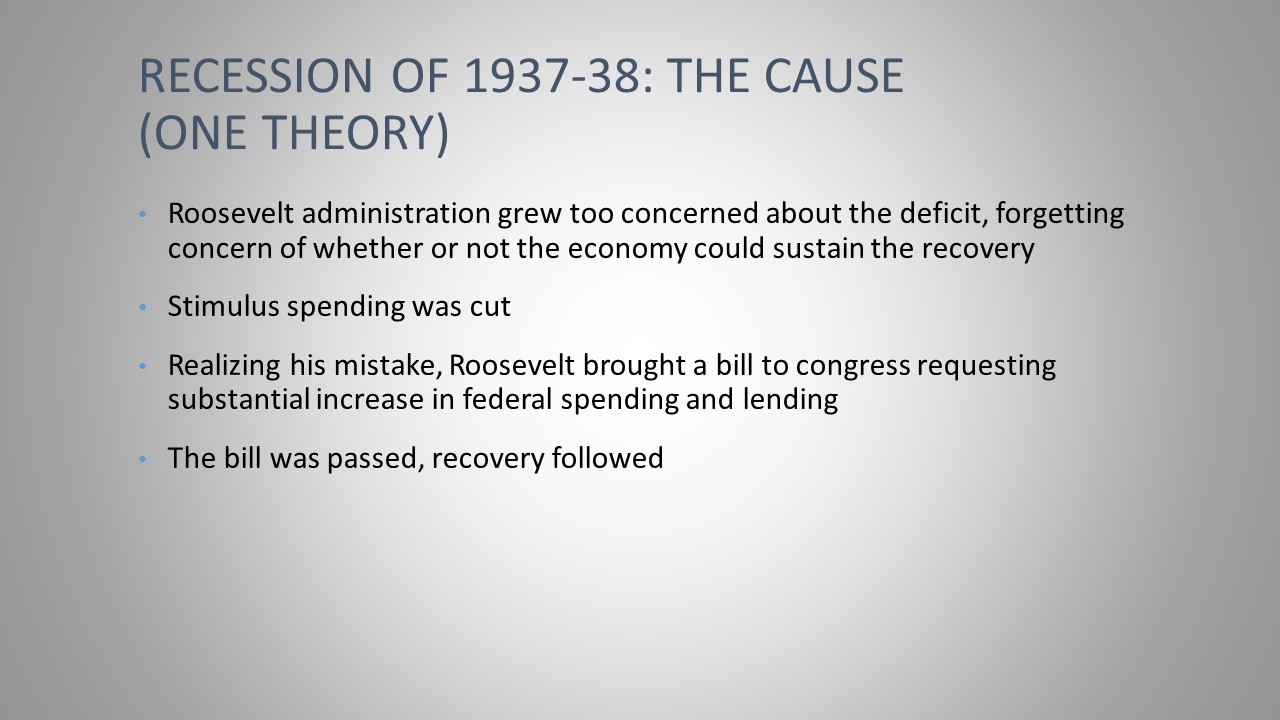 RECESSION OF 1937-38: THE CAUSE
(ONE THEORY)
• Roosevelt administration grew too concerned about the deficit, forgetting
concern of whether or not the economy could sustain the recovery
• Stimulus spending was cut
• Realizing his mistake, Roosevelt brought a bill to congress requesting
substantial increase in federal spending and lending
• The bill was passed, recovery followed